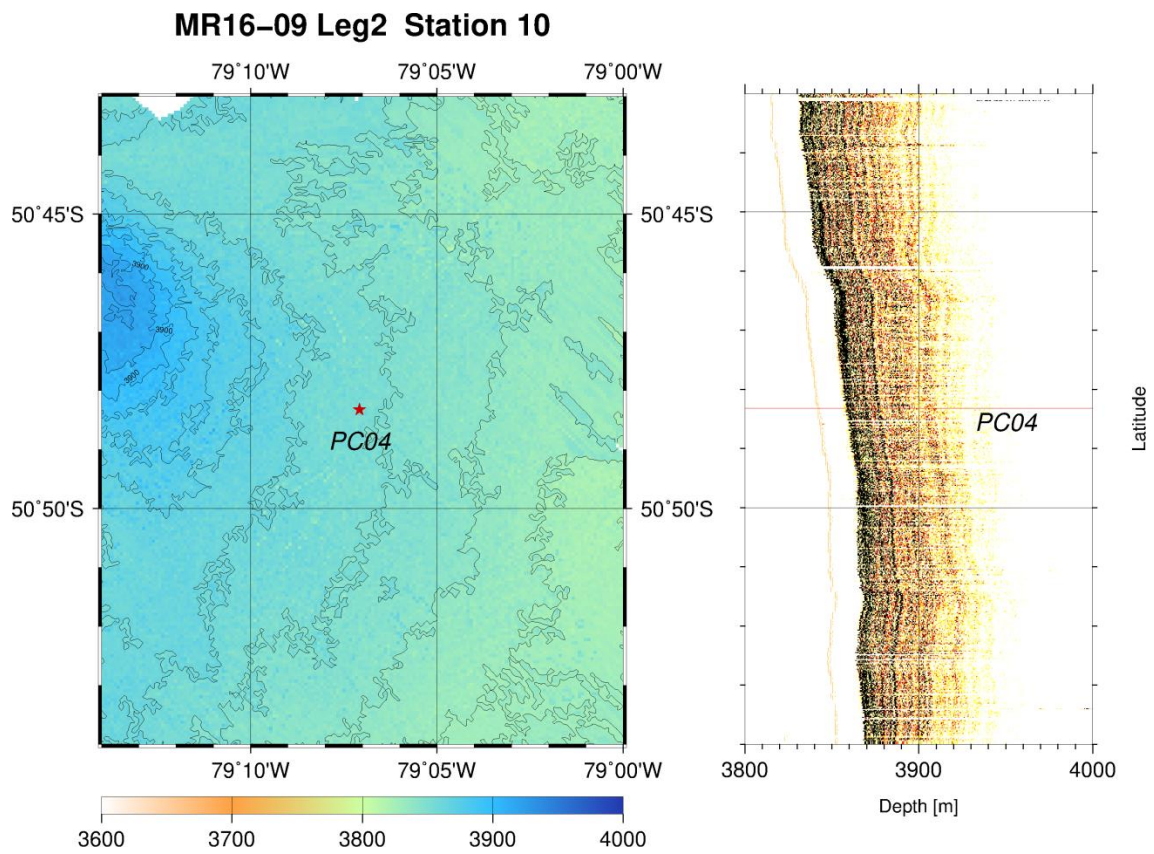 MR16−09 Leg2 Station 10
79˚10'W 79˚05'W 79˚00'W
50˚45'S 50˚45'S
3900
3900
3900
PC04
PC04
Latitude
50˚50'S 50˚50'S
79˚10'W 79˚05'W 79˚00'W
3800 3900 4000
Depth [m]
3600 3700 3800 3900 4000